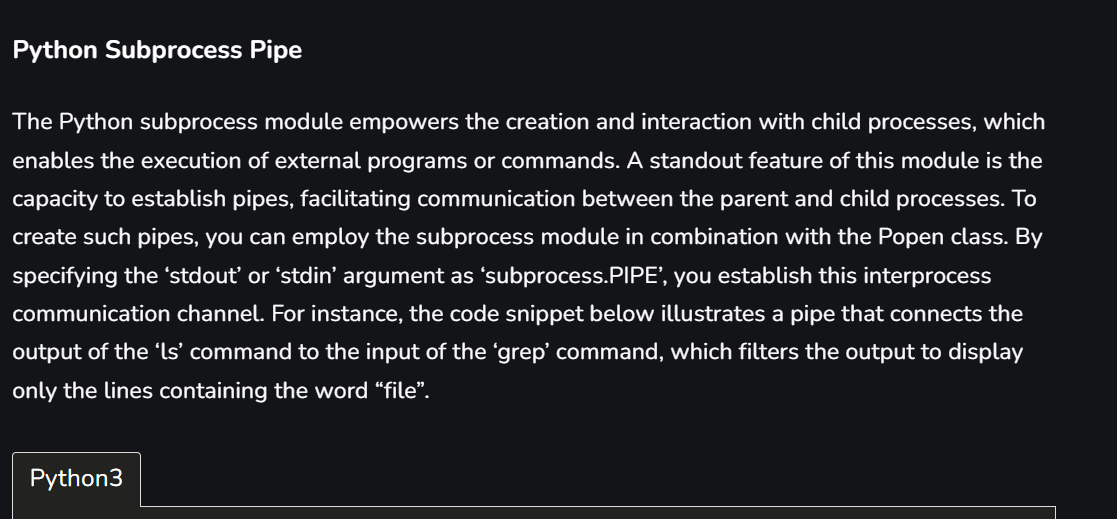 Python Subprocess Pipe
The Python subprocess module empowers the creation and interaction with child processes, which
enables the execution of external programs or commands. A standout feature of this module is the
capacity to establish pipes, facilitating communication between the parent and child processes. To
create such pipes, you can employ the subprocess module in combination with the Popen class. By
specifying the ‘stdout’ or ‘stdin’ argument as ‘subprocess.PIPE’, you establish this interprocess
communication channel. For instance, the code snippet below illustrates a pipe that connects the
output of the ‘ls’ command to the input of the ‘grep’ command, which filters the output to display
only the lines containing the word “file”.
Python3